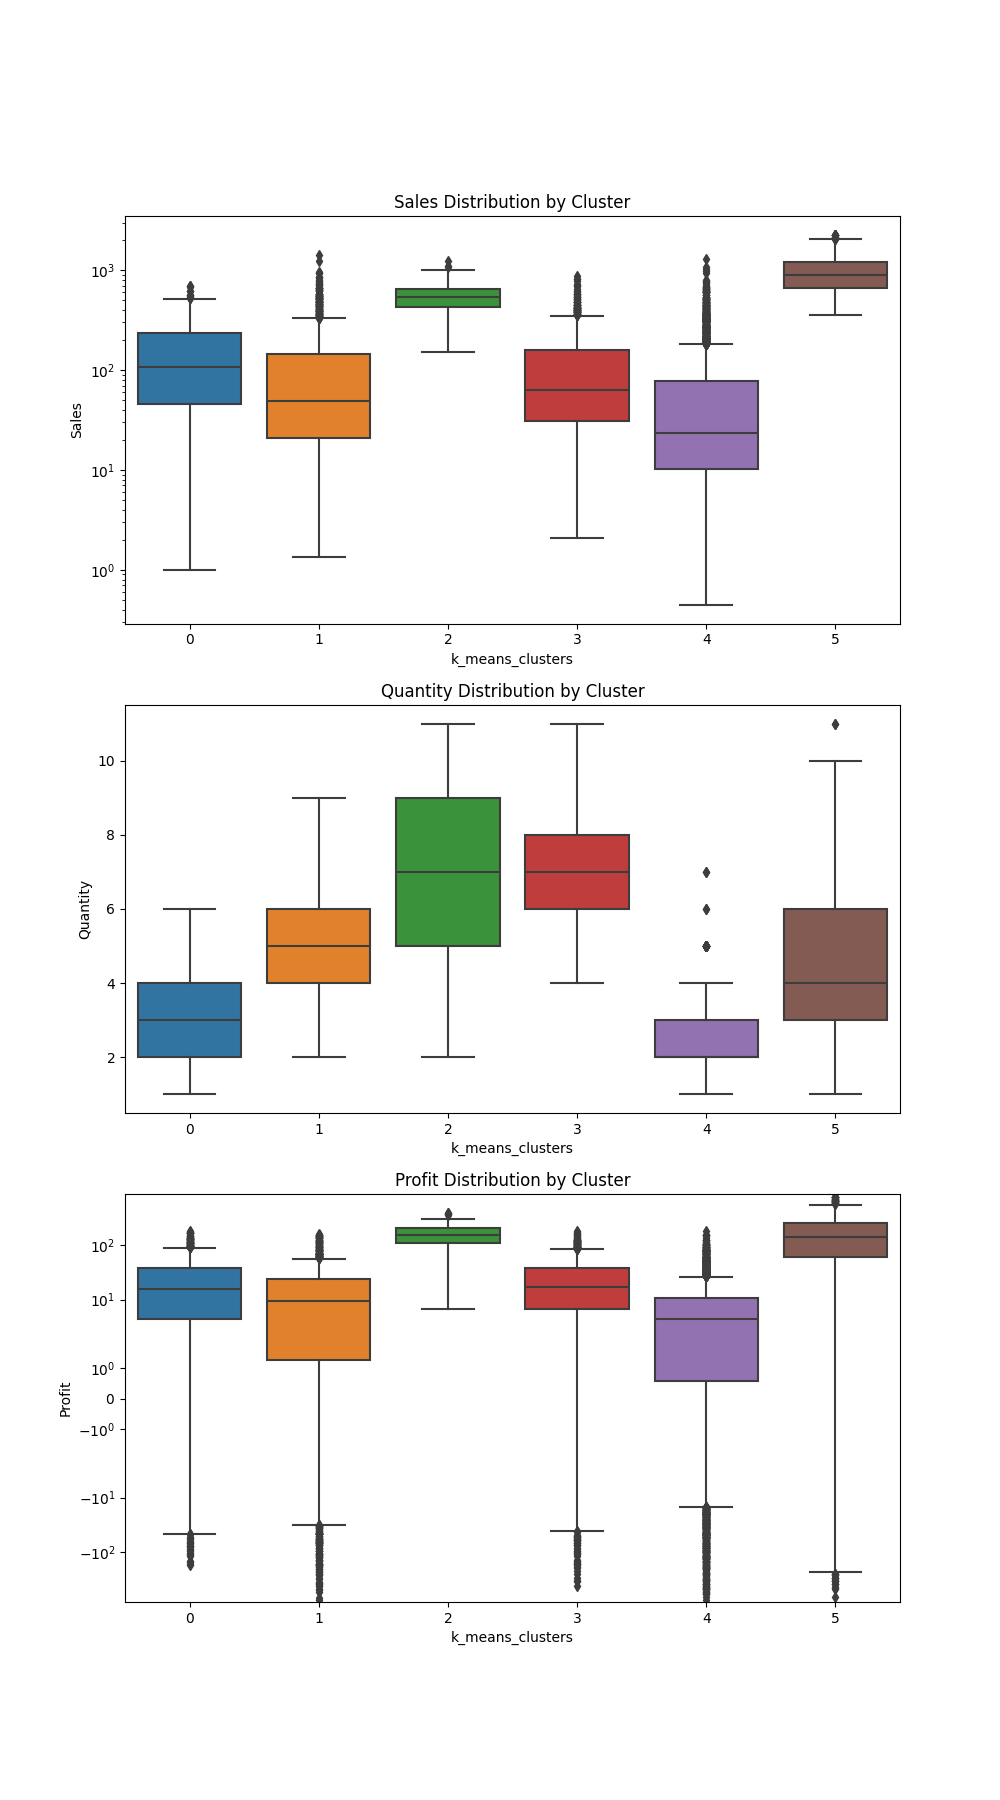 Sales Distribution by Cluster
10³
10²
10¹
10⁰
Sales
0 1 2 3 4 5
k_means_clusters
Quantity Distribution by Cluster
10
8
6
4
2
Quantity
0 1 2 3 4 5
k_means_clusters
Profit Distribution by Cluster
10²
10¹
10⁰
0
−10⁰
−10¹
−10²
Profit
0 1 2 3 4 5
k_means_clusters